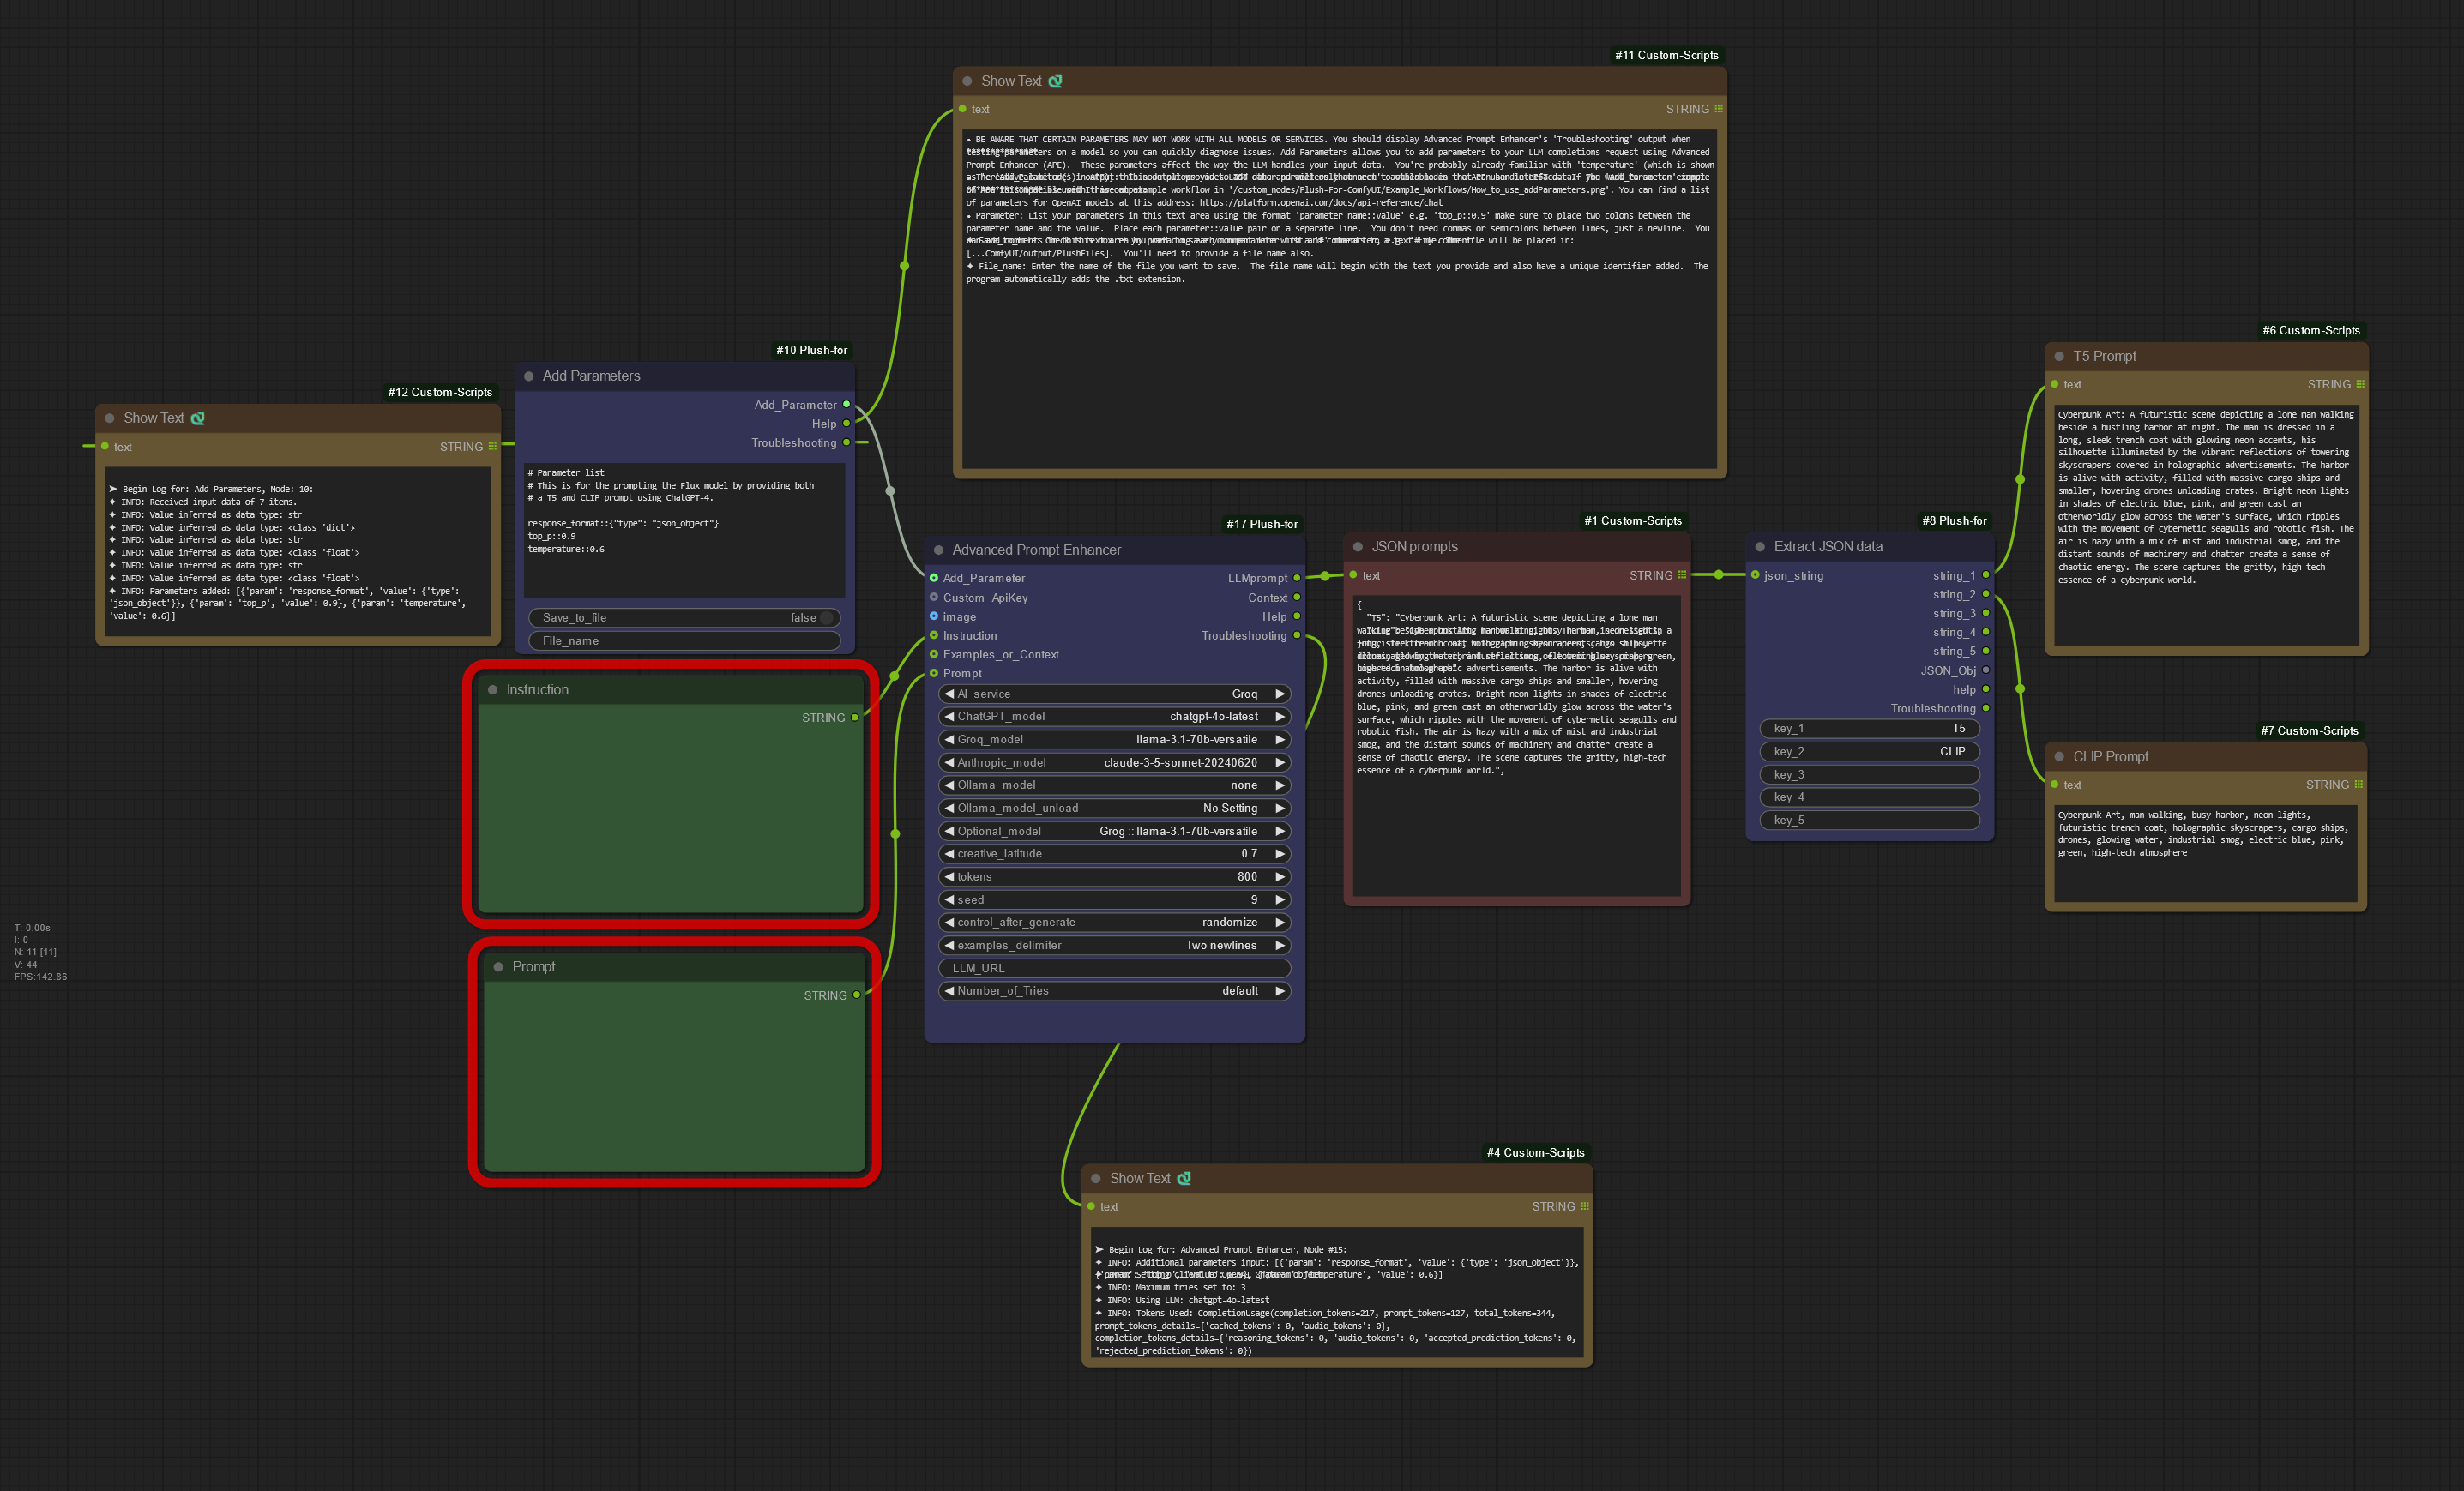 #11 Custom-Scripts
Show Text
text
STRING
• BE AWARE THAT CERTAIN PARAMETERS MAY NOT WORK WITH ALL MODELS OR SERVICES. You should display Advanced Prompt Enhancer's 'Troubleshooting' output when
testing parameters on a model so you can quickly diagnose issues. Add Parameters allows you to add parameters to your LLM completions request using Advanced
Prompt Enhancer (APE).  These parameters affect the way the LLM handles your input data.  You're probably already familiar with 'temperature' (which is shown
example workflow in '/custom_nodes/Plush-For-ComfyUI/Example_Workflows/How_to_use_addParameters.png'. You can find a list
of parameters for OpenAI models at this address: https://platform.openai.com/docs/api-reference/chat
• Parameter: List your parameters in this text area using the format 'parameter name::value' e.g. 'top_p::0.9' make sure to place two colons between the
parameter name and the value.  Place each parameter::value pair on a separate line.  You don't need commas or semicolons between lines, just a newline.  You
file will be placed in:
[...ComfyUI/output/PlushFiles].  You'll need to provide a file name also.
✦ File_name: Enter the name of the file you want to save.  The file name will begin with the text you provide and also have a unique identifier added.  The
program automatically adds the .txt extension.
#12 Custom-Scripts
Show Text
text
STRING
➤ Begin Log for: Add Parameters, Node: 10:
✦ INFO: Received input data of 7 items.
✦ INFO: Value inferred as data type: str
✦ INFO: Value inferred as data type: <class 'dict'>
✦ INFO: Value inferred as data type: str
✦ INFO: Value inferred as data type: <class 'float'>
✦ INFO: Value inferred as data type: str
✦ INFO: Value inferred as data type: <class 'float'>
✦ INFO: Parameters added: [{'param': 'response_format', 'value': {'type':
'json_object'}}, {'param': 'top_p', 'value': 0.9}, {'param': 'temperature',
'value': 0.6}]
#10 Plush-for
Add Parameters
Add_Parameter
Help
Troubleshooting
# Parameter list
# This is for the prompting the Flux model by providing both
# a T5 and CLIP prompt using ChatGPT-4.
response_format::{"type": "json_object"}
top_p::0.9
temperature::0.6
Save_to_file false
File_name
Instruction
STRING
Prompt
STRING
#17 Plush-for
Advanced Prompt Enhancer
Add_Parameter LLMprompt
Custom_ApiKey Context
image Help
Instruction Troubleshooting
Examples_or_Context
Prompt
AI_service Groq
ChatGPT_model chatgpt-4o-latest
Groq_model llama-3.1-70b-versatile
Anthropic_model claude-3-5-sonnet-20240620
Ollama_model none
Ollama_model_unload No Setting
Optional_model Groq :: llama-3.1-70b-versatile
creative_latitude 0.7
tokens 800
seed 9
control_after_generate randomize
examples_delimiter Two newlines
LLM_URL
Number_of_Tries default
#1 Custom-Scripts
JSON prompts
text
STRING
{
"T5": "Cyberpunk Art: A futuristic scene depicting a lone man
advertisements. The harbor is alive with
activity, filled with massive cargo ships and smaller, hovering
drones unloading crates. Bright neon lights in shades of electric
blue, pink, and green cast an otherworldly glow across the water's
surface, which ripples with the movement of cybernetic seagulls and
robotic fish. The air is hazy with a mix of mist and industrial
smog, and the distant sounds of machinery and chatter create a
sense of chaotic energy. The scene captures the gritty, high-tech
essence of a cyberpunk world.",
#8 Plush-for
Extract JSON data
json_string string_1
string_2
string_3
string_4
string_5
JSON_Obj
help
Troubleshooting
key_1 T5
key_2 CLIP
key_3
key_4
key_5
#6 Custom-Scripts
T5 Prompt
text
STRING
Cyberpunk Art: A futuristic scene depicting a lone man walking
beside a bustling harbor at night. The man is dressed in a
long, sleek trench coat with glowing neon accents, his
silhouette illuminated by the vibrant reflections of towering
skyscrapers covered in holographic advertisements. The harbor
is alive with activity, filled with massive cargo ships and
smaller, hovering drones unloading crates. Bright neon lights
in shades of electric blue, pink, and green cast an
otherworldly glow across the water's surface, which ripples
with the movement of cybernetic seagulls and robotic fish. The
air is hazy with a mix of mist and industrial smog, and the
distant sounds of machinery and chatter create a sense of
chaotic energy. The scene captures the gritty, high-tech
essence of a cyberpunk world.
#7 Custom-Scripts
CLIP Prompt
text
STRING
Cyberpunk Art, man walking, busy harbor, neon lights,
futuristic trench coat, holographic skyscrapers, cargo ships,
drones, glowing water, industrial smog, electric blue, pink,
green, high-tech atmosphere
T: 0.00s
I: 0
N: 11 [11]
V: 44
FPS:142.86
#4 Custom-Scripts
Show Text
text
STRING
➤ Begin Log for: Advanced Prompt Enhancer, Node #15:
✦ INFO: Additional parameters input: [{'param': 'response_format', 'value': {'type': 'json_object'}},
'temperature', 'value': 0.6}]
✦ INFO: Maximum tries set to: 3
✦ INFO: Using LLM: chatgpt-4o-latest
✦ INFO: Tokens Used: CompletionUsage(completion_tokens=217, prompt_tokens=127, total_tokens=344,
prompt_tokens_details={'cached_tokens': 0, 'audio_tokens': 0},
completion_tokens_details={'reasoning_tokens': 0, 'audio_tokens': 0, 'accepted_prediction_tokens': 0,
'rejected_prediction_tokens': 0})